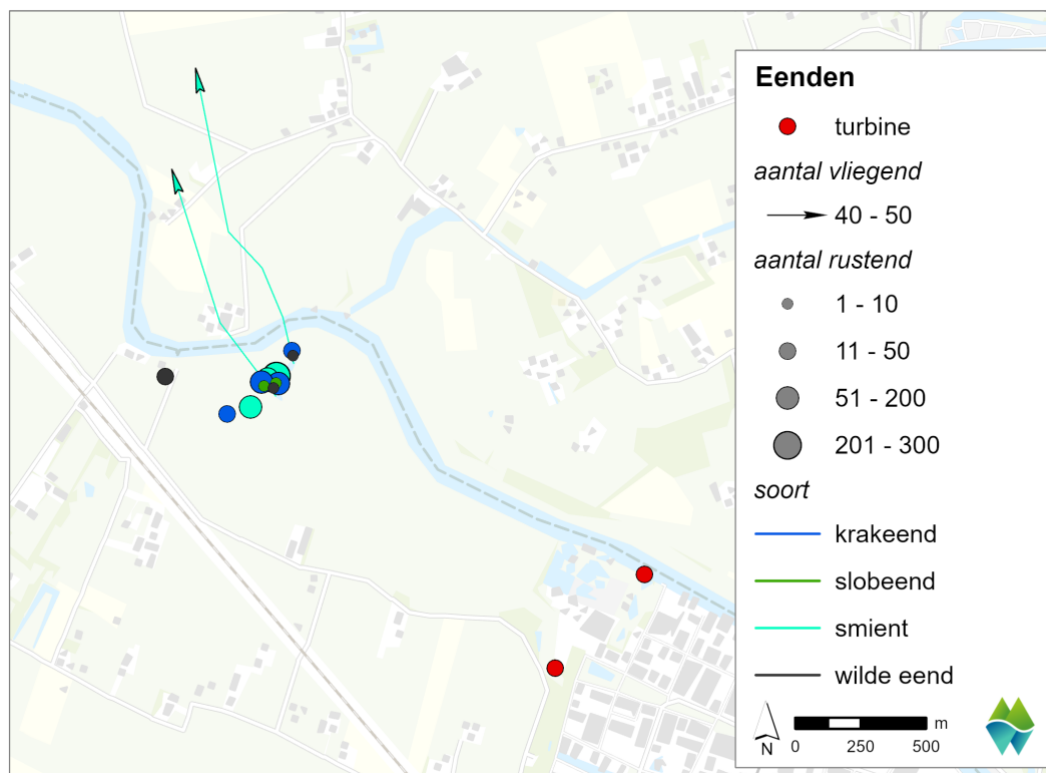 Eenden
turbine
aantal vliegend
40 - 50
aantal rustend
1 - 10
11 - 50
51 - 200
201 - 300
soort
krakeend
slobeend
smient
wilde eend
N
m
0 250 500